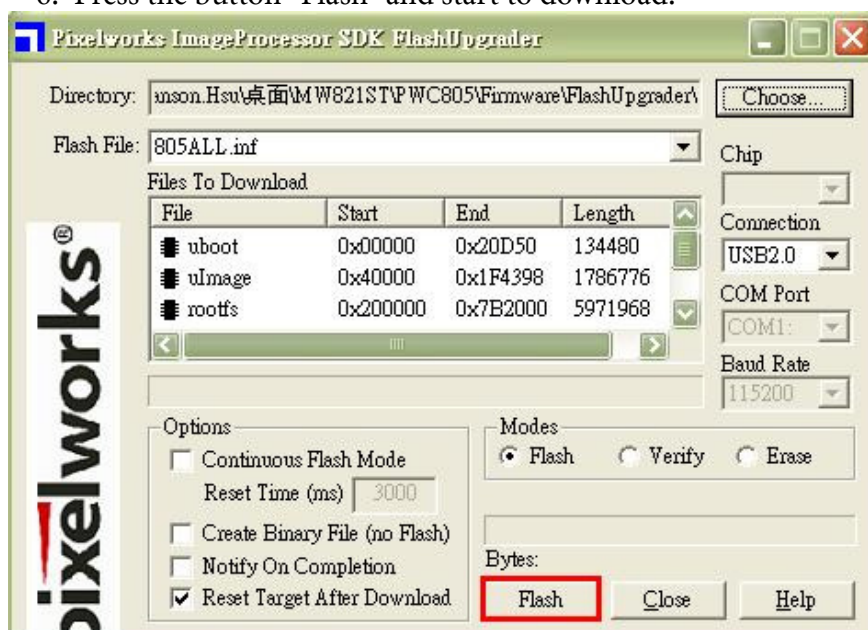 6. Press the button "Flash" and start to download.
Pixelworks ImageProcessor SDK FlashUpgrader
Directory: unson.Hsu\桌面\MW821ST\PWC805\Firmware\FlashUpgrader\ Choose...
Flash File: 805ALL.inf
Chip
Files To Download
File Start End Length
Connection
uboot 0x00000 0x20D50 134480
USB2.0
uImage 0x40000 0x1F4398 1786776
COM Port
rootfs 0x200000 0x7B2000 5971968
COM1:
Baud Rate
115200
pixelworks®
Options
Continuous Flash Mode
Reset Time (ms) 3000
Create Binary File (no Flash)
Notify On Completion
Reset Target After Download
Modes
Flash Verify Erase
Bytes:
Flash Close Help